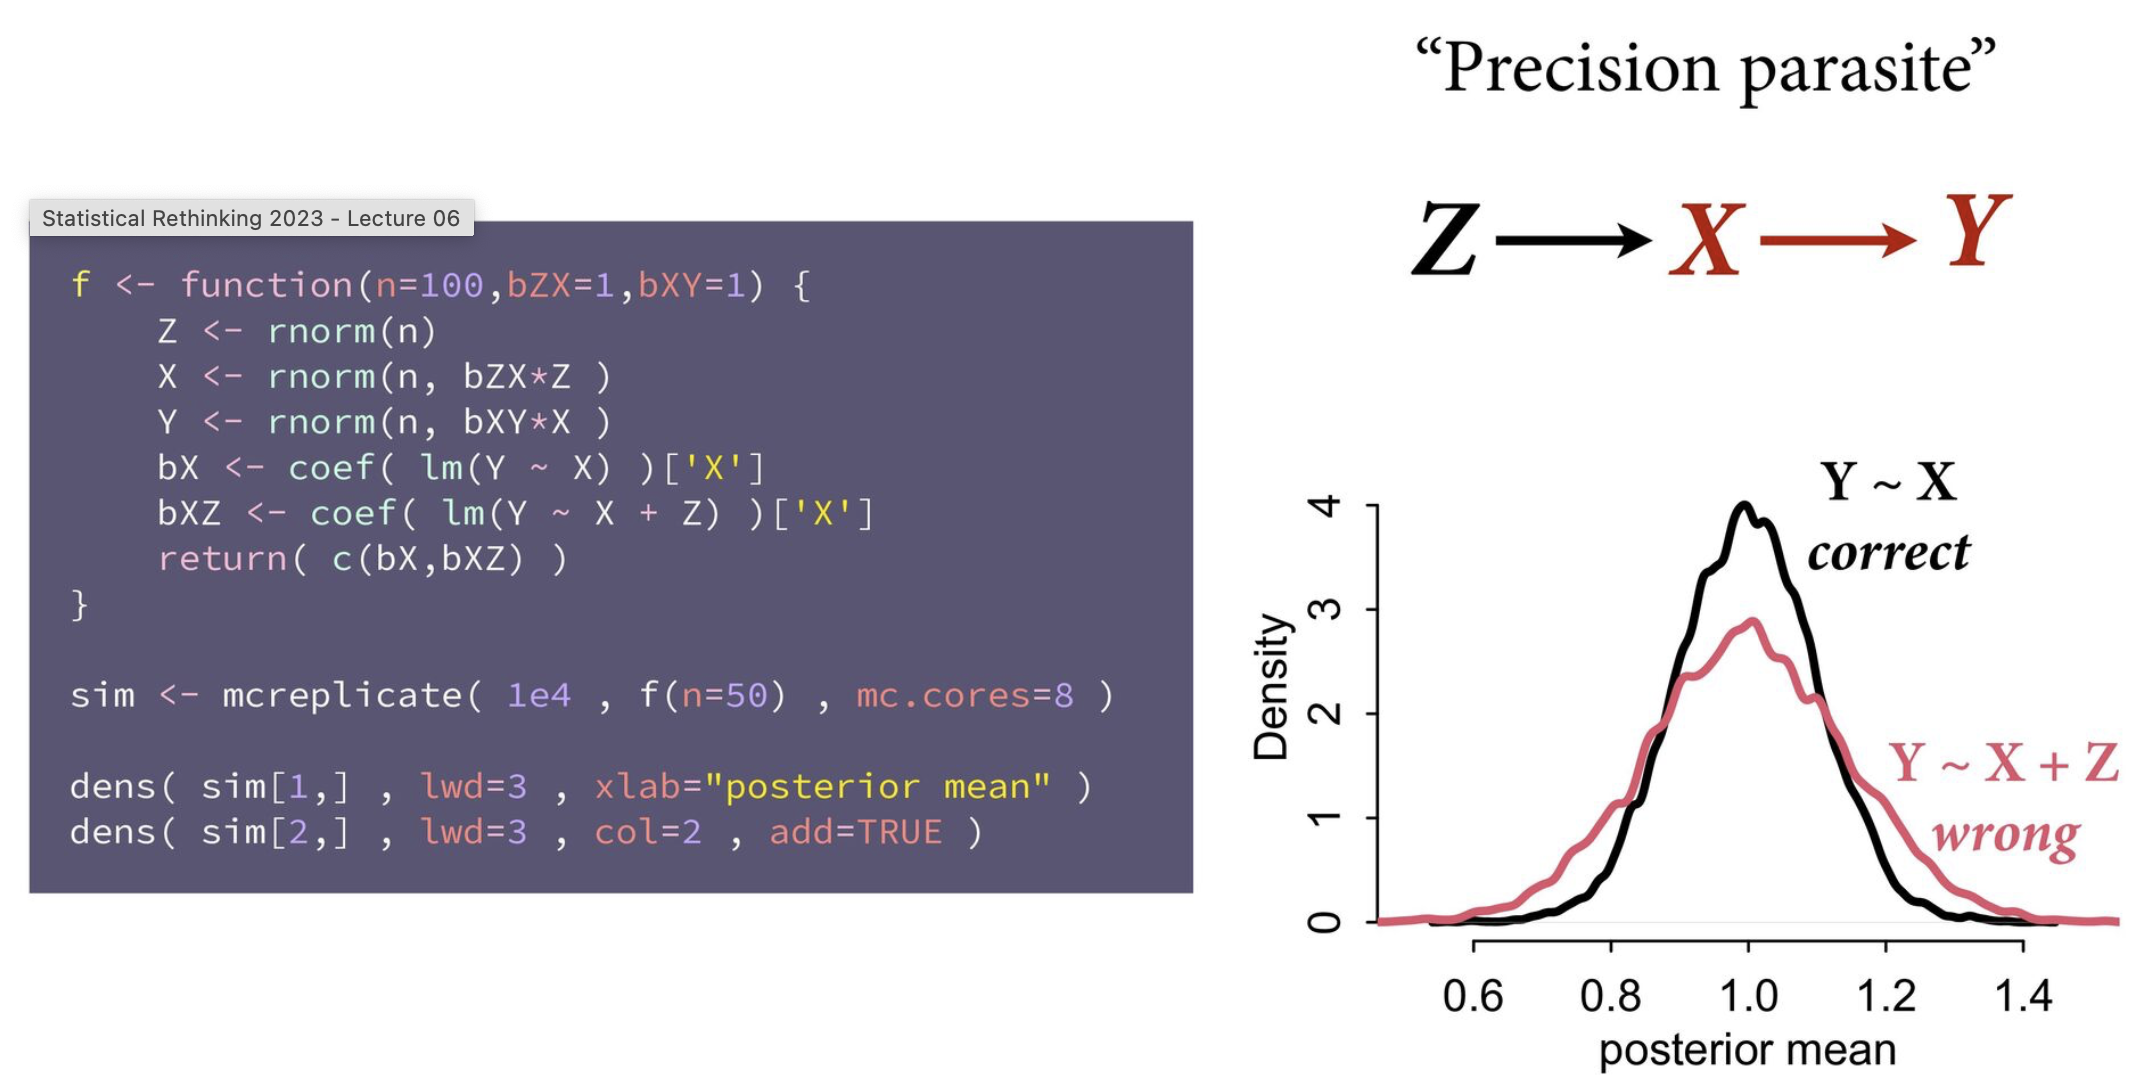 “Precision parasite”
Z X Y
Statistical Rethinking 2023 - Lecture 06
f <- function(n=100,bZX=1,bXY=1) {
Z <- rnorm(n)
X <- rnorm(n, bZX*Z )
Y <- rnorm(n, bXY*X )
bX <- coef( lm(Y ~ X) )['X']
bXZ <- coef( lm(Y ~ X + Z) )['X']
return( c(bX,bXZ) )
}
sim <- mcreplicate( 1e4 , f(n=50) , mc.cores=8 )
dens( sim[1,] , lwd=3 , xlab="posterior mean" )
dens( sim[2,] , lwd=3 , col=2 , add=TRUE )
Y ~ X
correct
Y ~ X + Z
wrong
Density
4
3
2
1
0
0.6 0.8 1.0 1.2 1.4
posterior mean